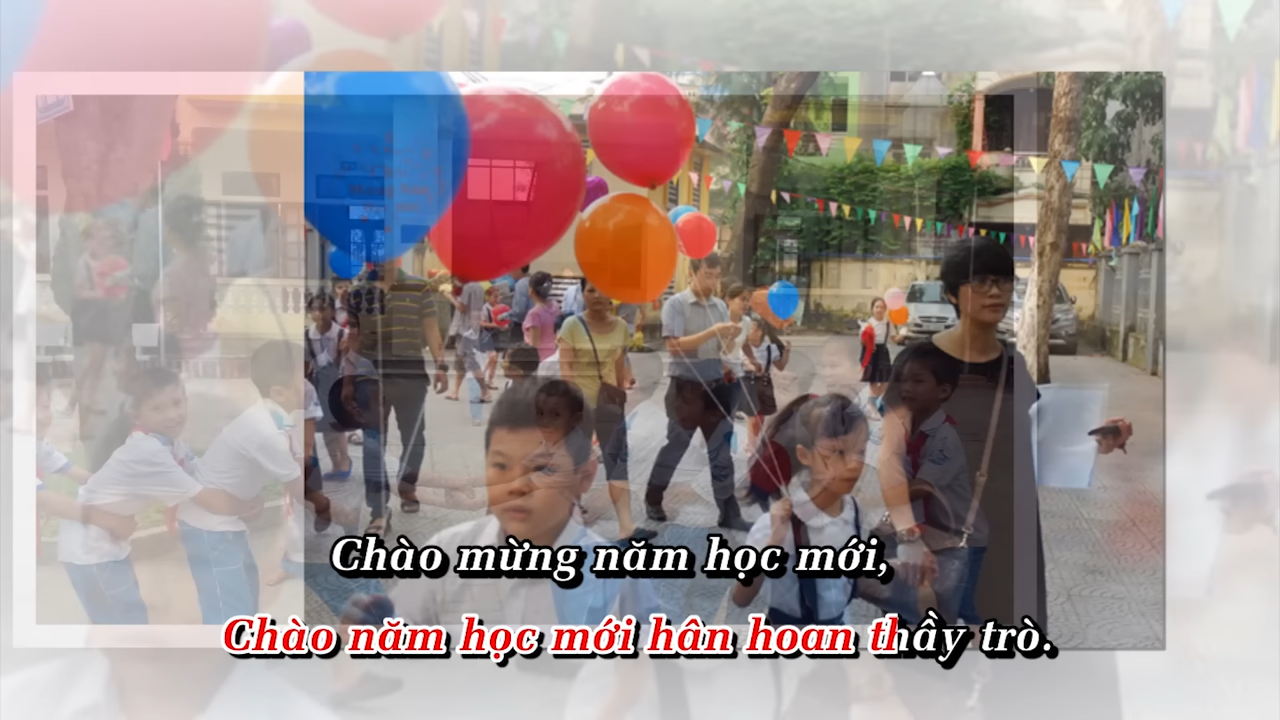 Chào mừng năm học mới,
Chào năm học mới hân hoan thầy trò.